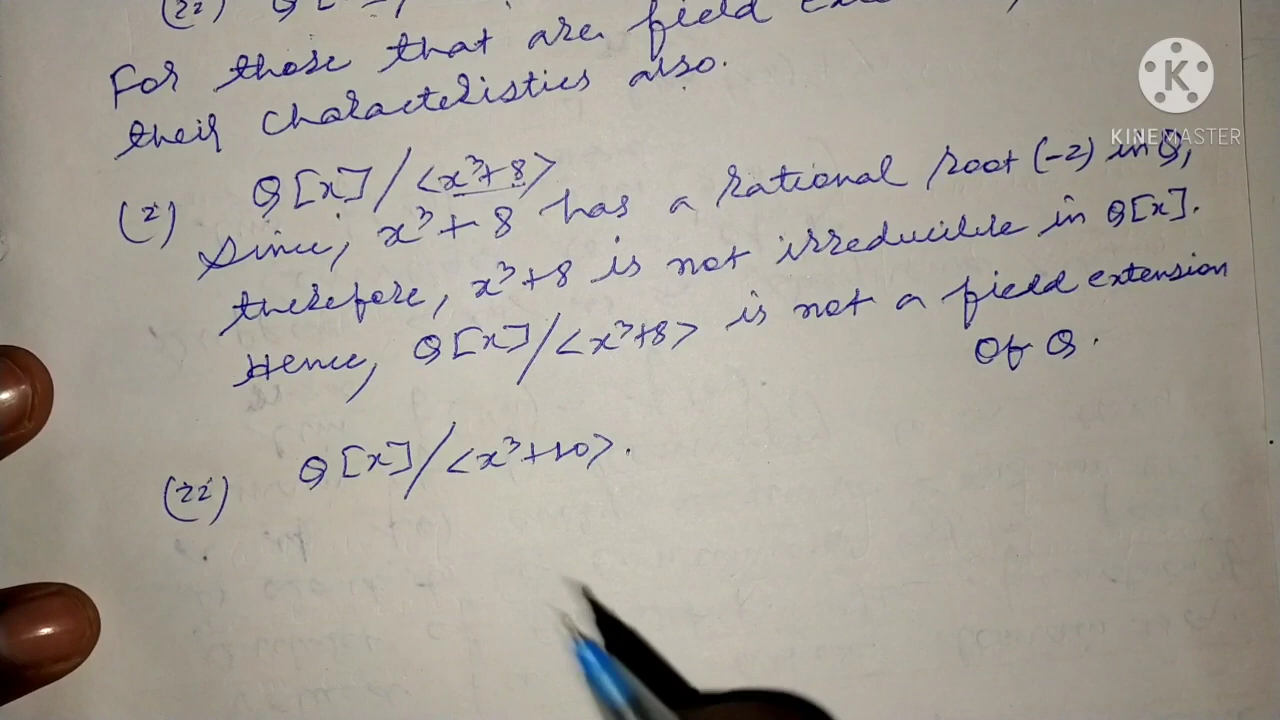 (ii) Q[
For those that are field
their characteristics also.
KINEMASTER
(i) Q[x]/<x³+8>
Since, x³+8 has a rational root (-2) in Q,
therefore, x³+8 is not irreducible in Q[x].
Hence, Q[x]/<x³+8> is not a field extension
of Q.
(ii) Q[x]/<x³+10>.